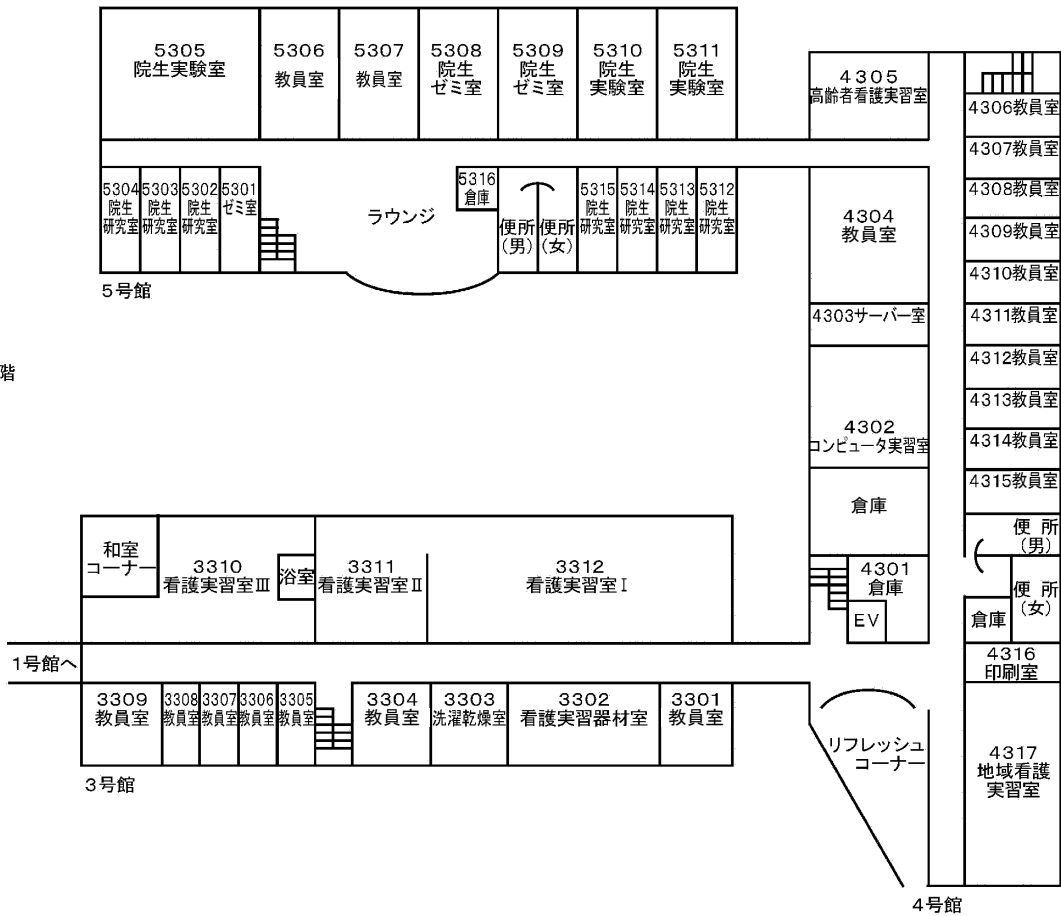 5305
院生実験室
5306
教員室
5307
教員室
5308
院生
ゼミ室
5309
院生
ゼミ室
5310
院生
実験室
5311
院生
実験室
5304
院生
研究室
5303
院生
研究室
5302
院生
研究室
5301
ゼミ室
ラウンジ
5316
倉庫
便所
(男)
便所
(女)
5315
院生
研究室
5314
院生
研究室
5313
院生
研究室
5312
院生
研究室
5号館
階
4305
高齢者看護実習室
4304
教員室
4303サーバー室
4302
コンピュータ実習室
倉庫
4301
倉庫
EV
4306教員室
4307教員室
4308教員室
4309教員室
4310教員室
4311教員室
4312教員室
4313教員室
4314教員室
4315教員室
便所
(男)
便所
(女)
倉庫
4316
印刷室
4317
地域看護
実習室
リフレッシュ
コーナー
4号館
和室
コーナー
3310
看護実習室Ⅲ
浴室
3311
看護実習室Ⅱ
3312
看護実習室Ⅰ
1号館へ
3309
教員室
3308
教員室
3307
教員室
3306
教員室
3305
教員室
3304
教員室
3303
洗濯乾燥室
3302
看護実習器材室
3301
教員室
3号館